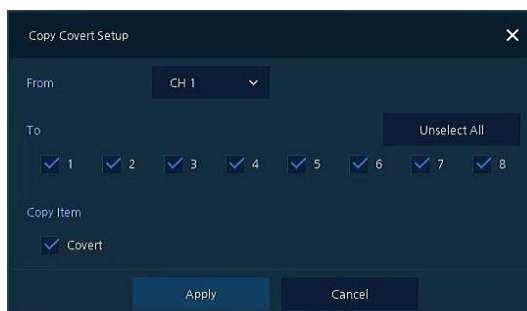 Copy Covert Setup
From CH 1
To Unselect All
1 2 3 4 5 6 7 8
Copy Item
Covert
Apply Cancel